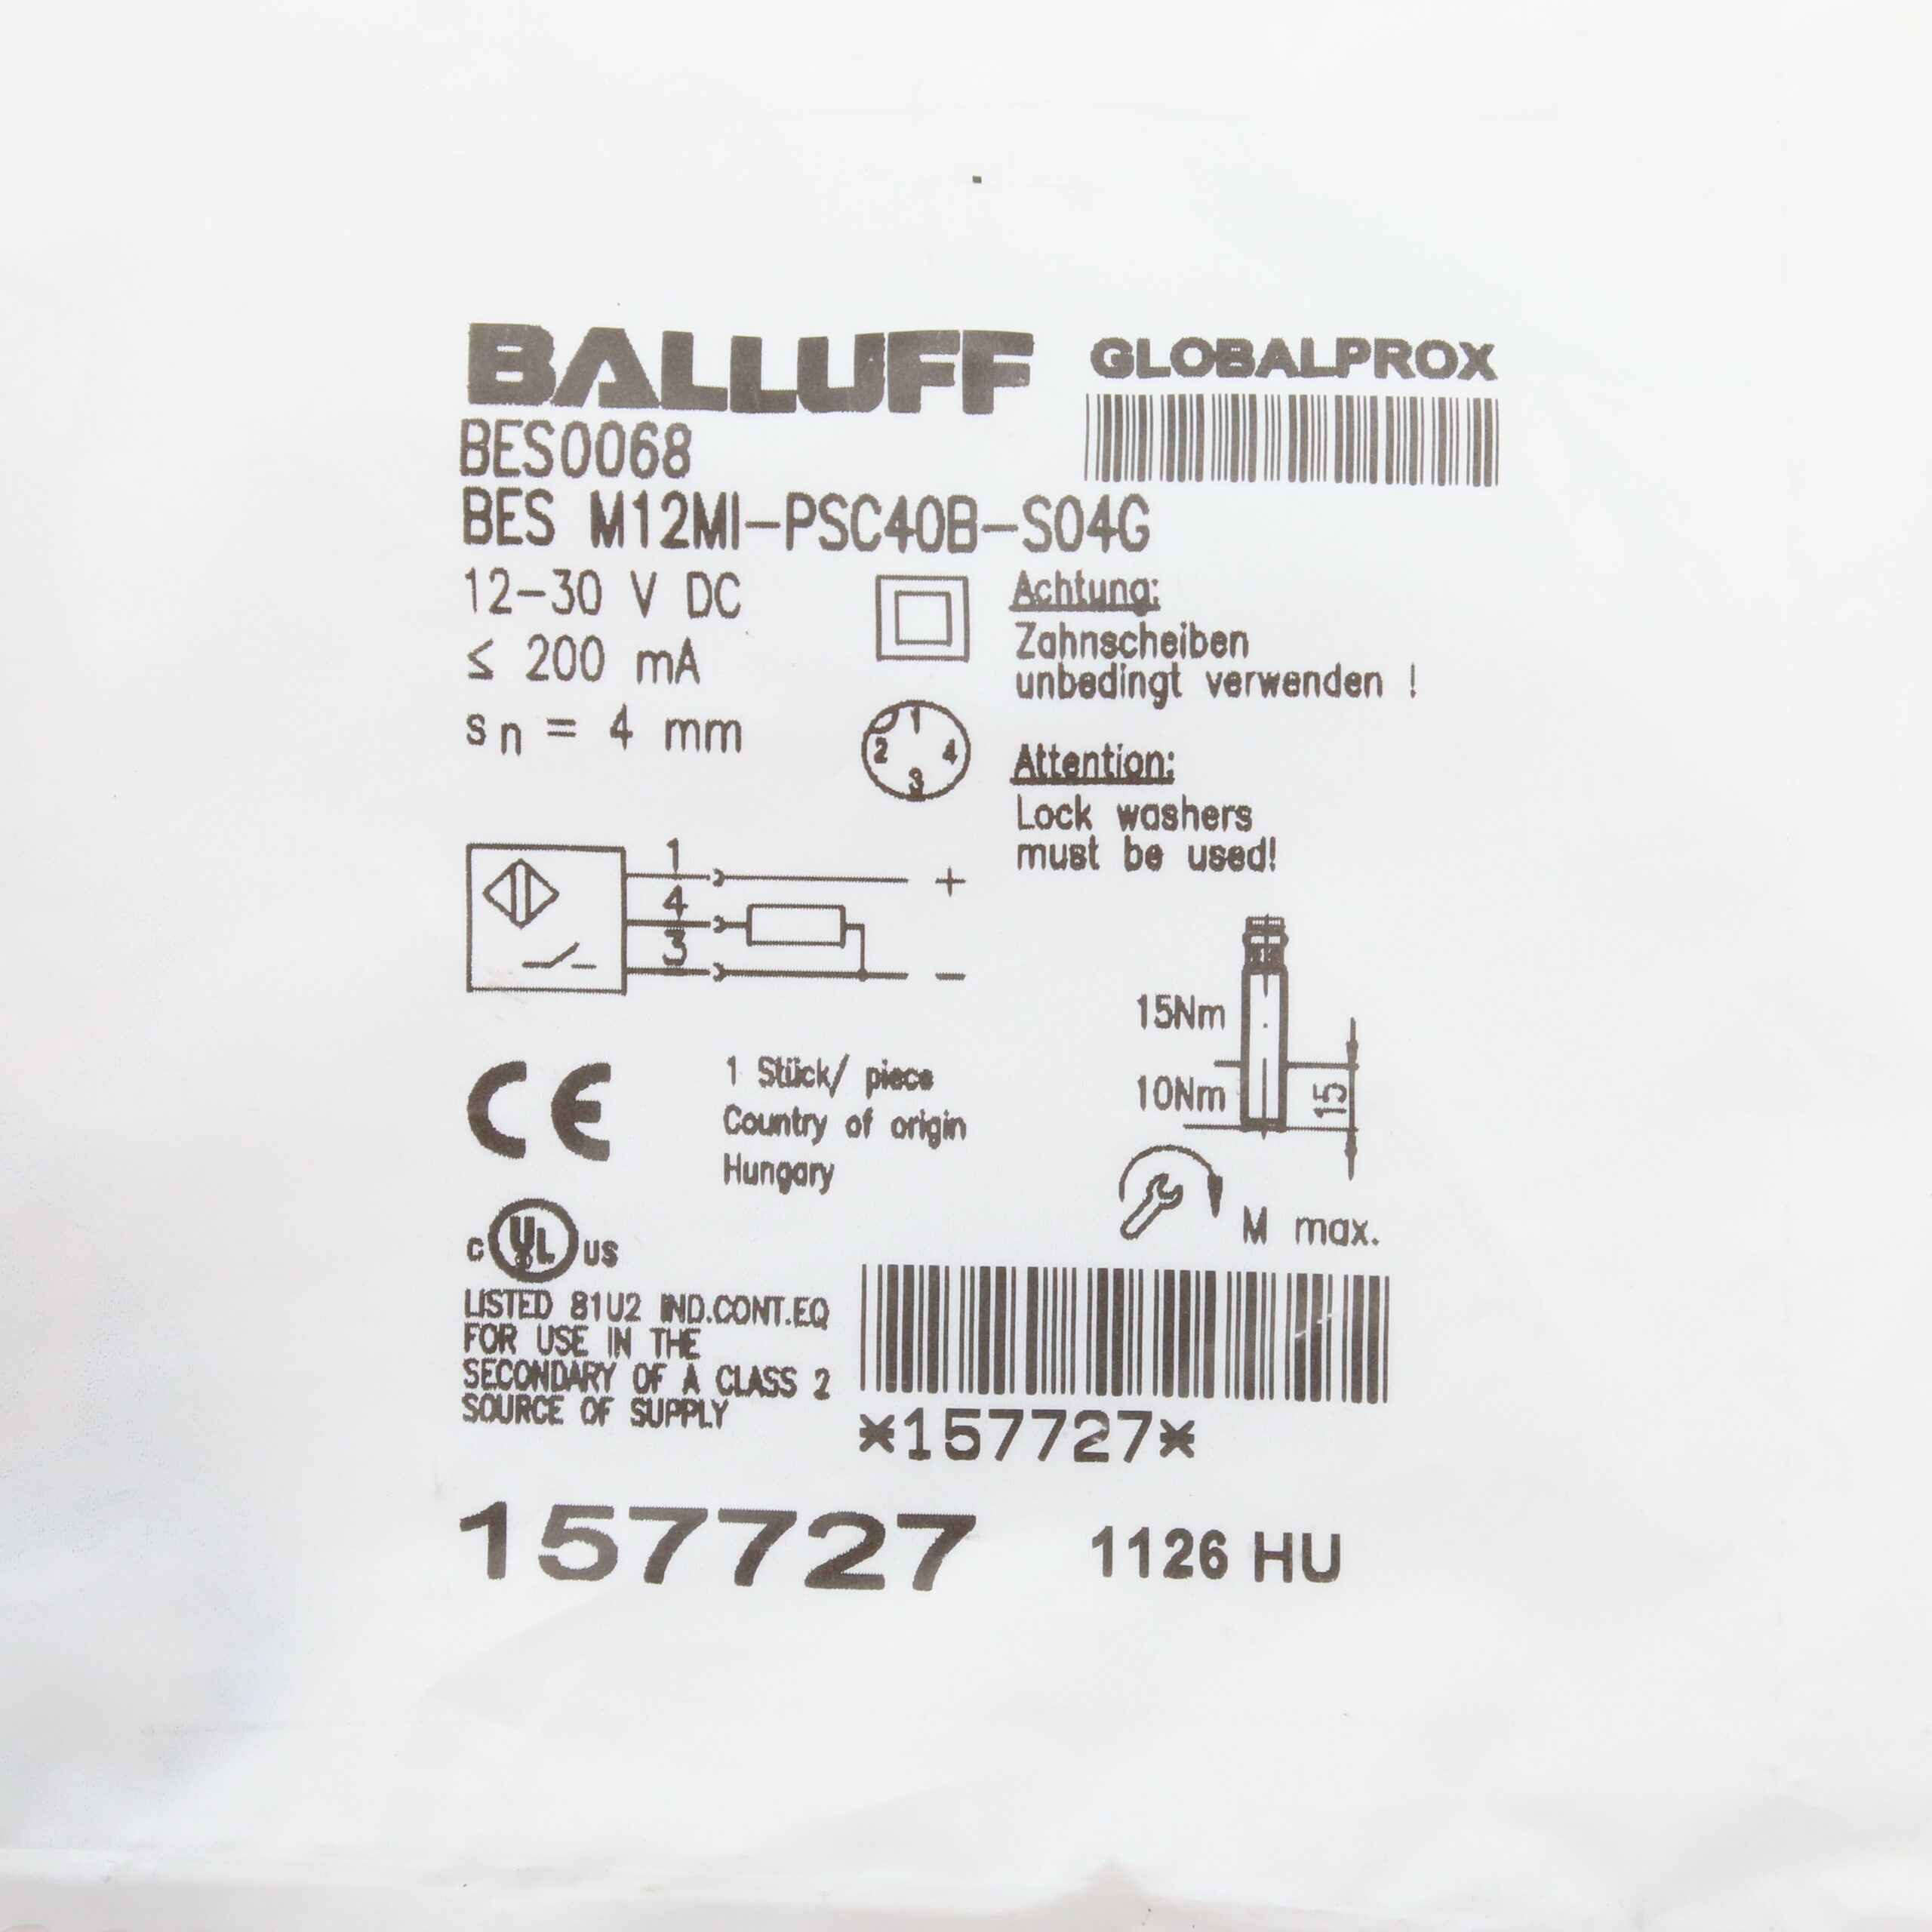 BALLUFF GLOBALPROX
BES0068
BES M12MI-PSC40B-S04G
12-30 V DC
≤ 200 mA
sn = 4 mm
1
2
4
3
Achtung:
Zahnscheiben
unbedingt verwenden !
Attention:
Lock washers
must be used!
1 +
4
3 -
15Nm
10Nm
15
M max.
CE
1 Stück/ piece
Country of origin
Hungary
c UL us
LISTED 81U2 IND.CONT.EQ
FOR USE IN THE
SECONDARY OF A CLASS 2
SOURCE OF SUPPLY
*157727*
157727 1126 HU